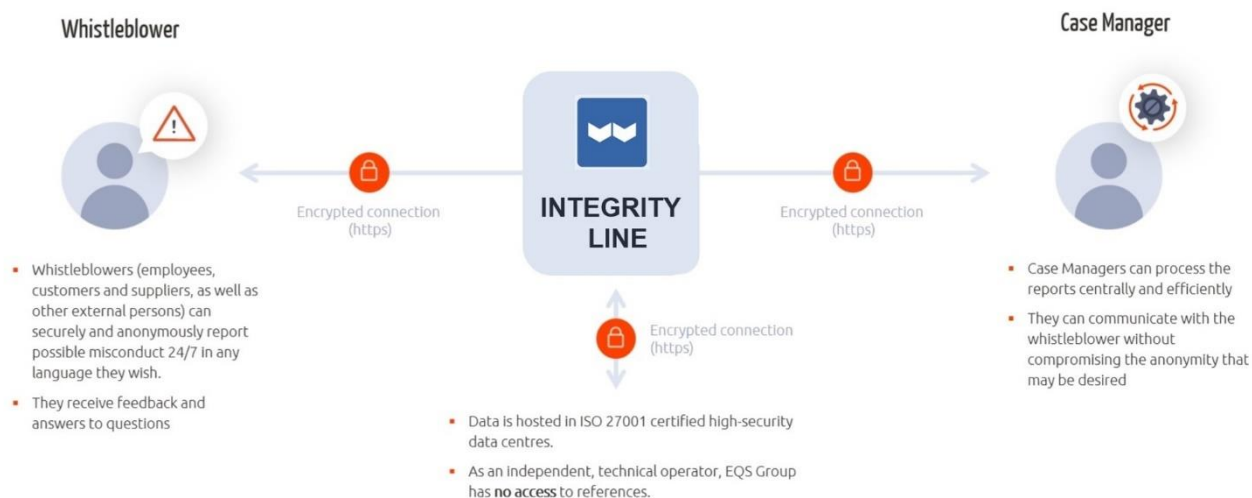 Whistleblower
Case Manager
!
INTEGRITY
LINE
Encrypted connection
(https)
Encrypted connection
(https)
Encrypted connection
(https)
▪ Whistleblowers (employees,
customers and suppliers, as well as
other external persons) can
securely and anonymously report
possible misconduct 24/7 in any
language they wish.
▪ They receive feedback and
answers to questions
▪ Data is hosted in ISO 27001 certified high-security
data centres.
▪ As an independent, technical operator, EQS Group
has no access to references.
▪ Case Managers can process the
reports centrally and efficiently
▪ They can communicate with the
whistleblower without
compromising the anonymity that
may be desired